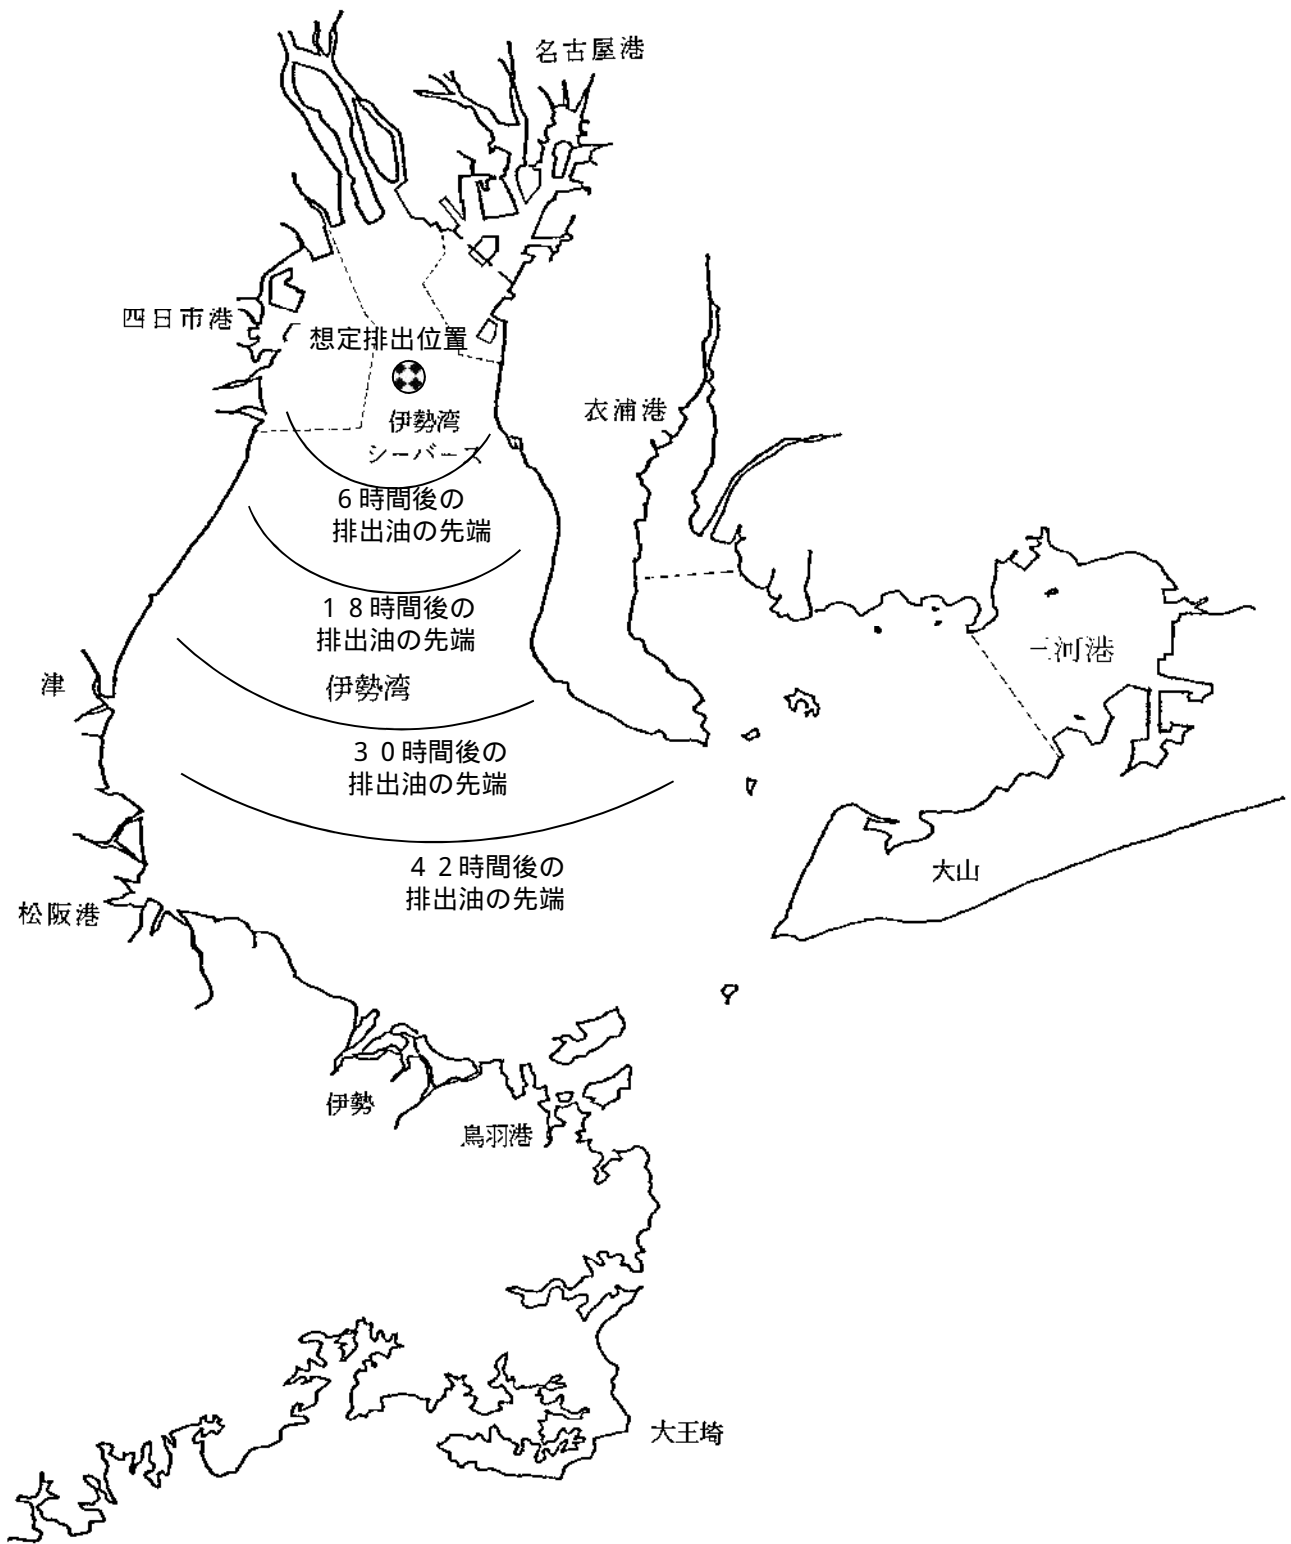 名古屋港
四日市港
想定排出位置
衣浦港
伊勢湾
シーバース
6時間後の
排出油の先端
18時間後の
排出油の先端
三河港
津
伊勢湾
30時間後の
排出油の先端
42時間後の
排出油の先端
大山
松阪港
伊勢
鳥羽港
大王埼